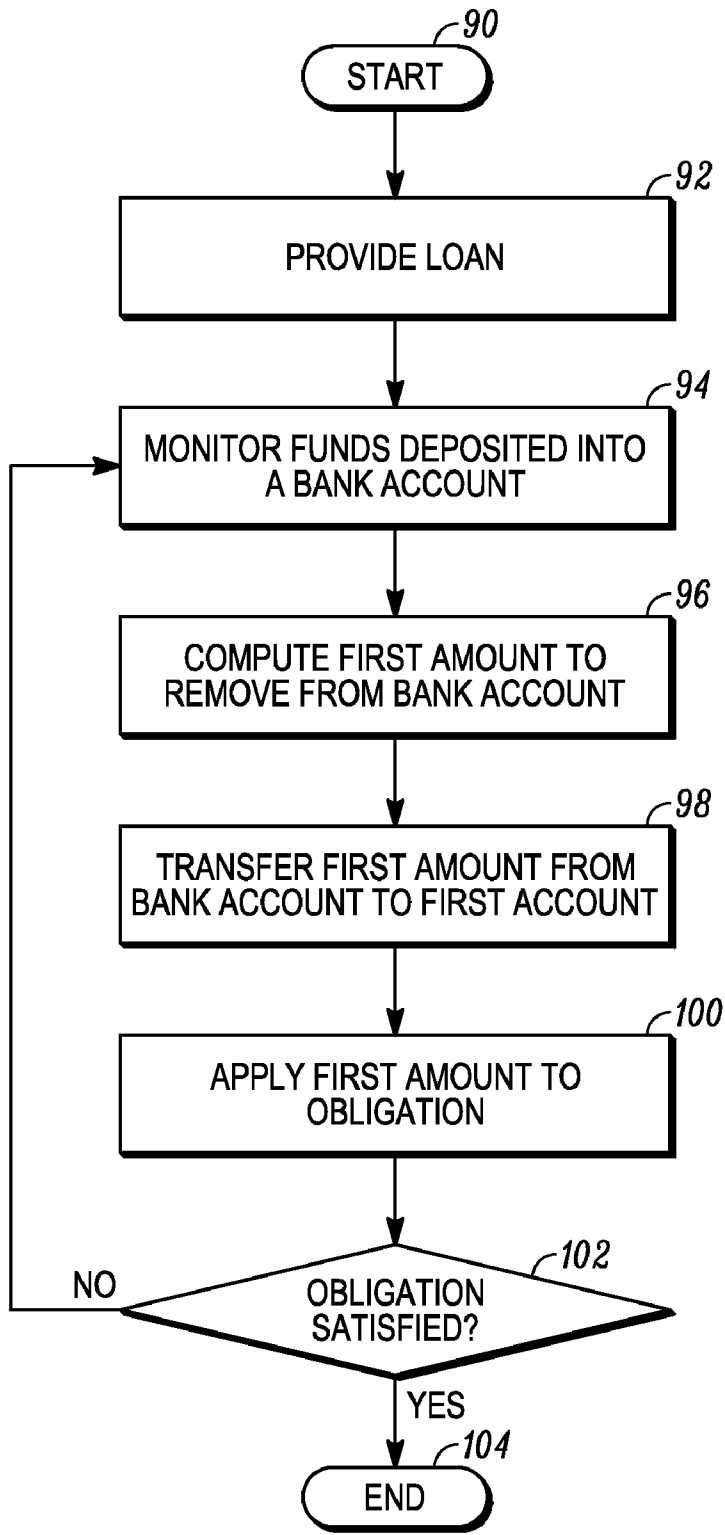 90
START
92
PROVIDE LOAN
94
MONITOR FUNDS DEPOSITED INTO
A BANK ACCOUNT
96
COMPUTE FIRST AMOUNT TO
REMOVE FROM BANK ACCOUNT
98
TRANSFER FIRST AMOUNT FROM
BANK ACCOUNT TO FIRST ACCOUNT
100
APPLY FIRST AMOUNT TO
OBLIGATION
102
NO
OBLIGATION
SATISFIED?
YES
104
END